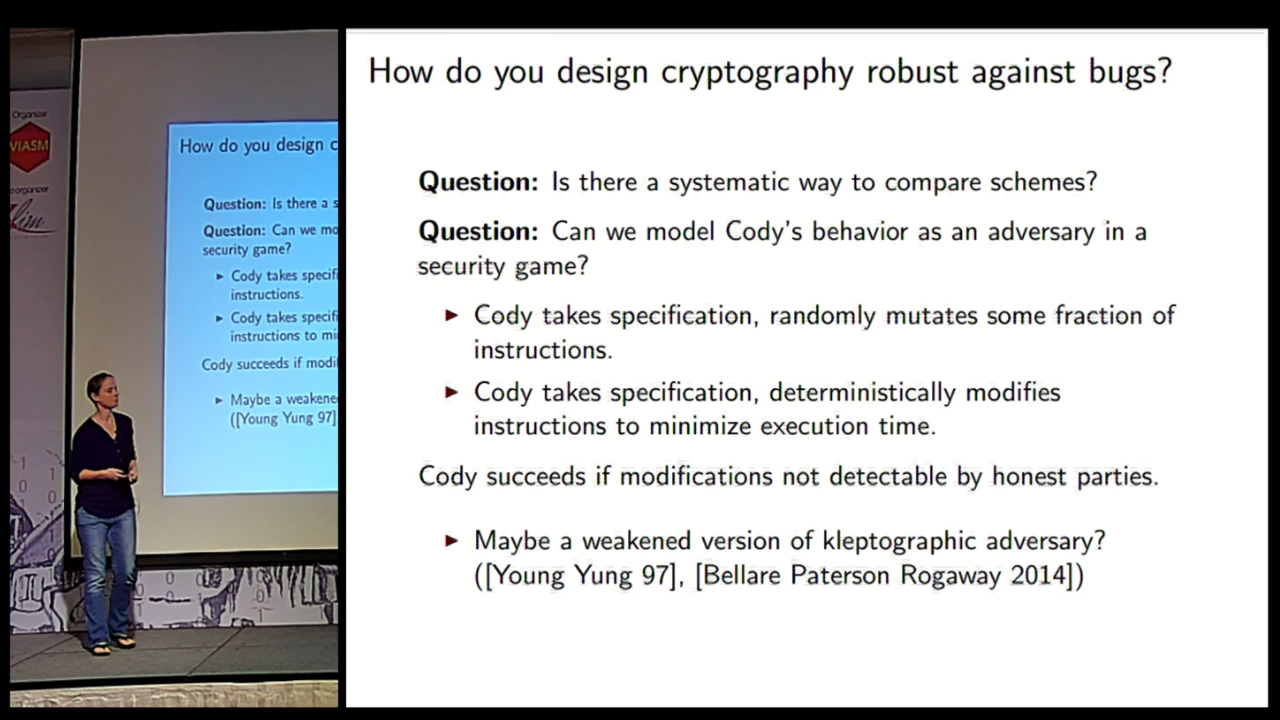 Organizer
VIASM
How do you design c
Question: Is there a s
Question: Can we mo
security game?
► Cody takes specif
instructions.
► Cody takes specif
instructions to mi
Cody succeeds if modi
► Maybe a weakene
([Young Yung 97]
How do you design cryptography robust against bugs?
Question: Is there a systematic way to compare schemes?
Question: Can we model Cody's behavior as an adversary in a
security game?
► Cody takes specification, randomly mutates some fraction of
instructions.
► Cody takes specification, deterministically modifies
instructions to minimize execution time.
Cody succeeds if modifications not detectable by honest parties.
► Maybe a weakened version of kleptographic adversary?
([Young Yung 97], [Bellare Paterson Rogaway 2014])